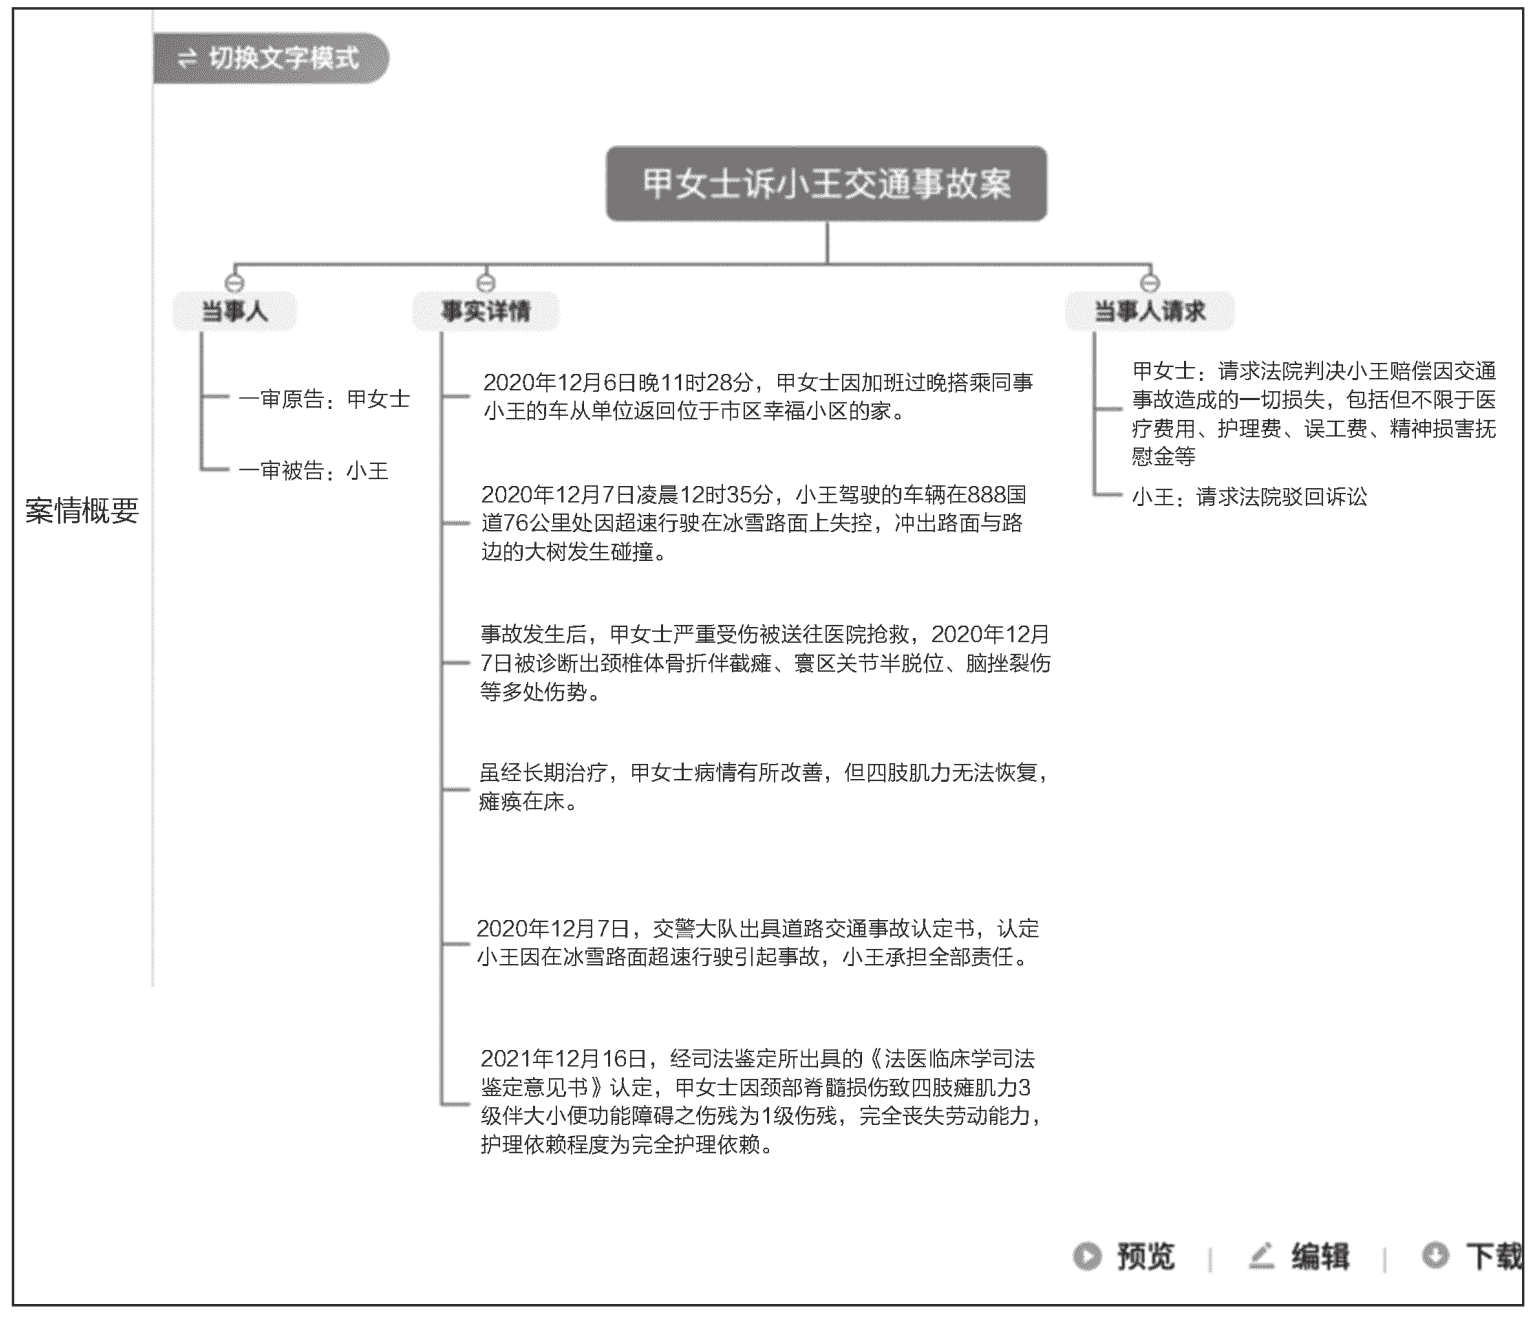 切换文字模式
甲女士诉小王交通事故案
案情概要
当事人
一审原告：甲女士
一审被告：小王
事实详情
2020年12月6日晚11时28分，甲女士因加班过晚搭乘同事
小王的车从单位返回位于市区幸福小区的家。
2020年12月7日凌晨12时35分，小王驾驶的车辆在888国
道76公里处因超速行驶在冰雪路面上失控，冲出路面与路
边的大树发生碰撞。
事故发生后，甲女士严重受伤被送往医院抢救，2020年12月
7日被诊断出颈椎体骨折伴截瘫、寰区关节半脱位、脑挫裂伤
等多处伤势。
虽经长期治疗，甲女士病情有所改善，但四肢肌力无法恢复，
瘫痪在床。
2020年12月7日，交警大队出具道路交通事故认定书，认定
小王因在冰雪路面超速行驶引起事故，小王承担全部责任。
2021年12月16日，经司法鉴定所出具的《法医临床学司法
鉴定意见书》认定，甲女士因颈部脊髓损伤致四肢瘫肌力3
级伴大小便功能障碍之伤残为1级伤残，完全丧失劳动能力，
护理依赖程度为完全护理依赖。
当事人请求
甲女士：请求法院判决小王赔偿因交通
事故造成的一切损失，包括但不限于医
疗费用、护理费、误工费、精神损害抚
慰金等
小王：请求法院驳回诉讼
预览 | 编辑 | 下载